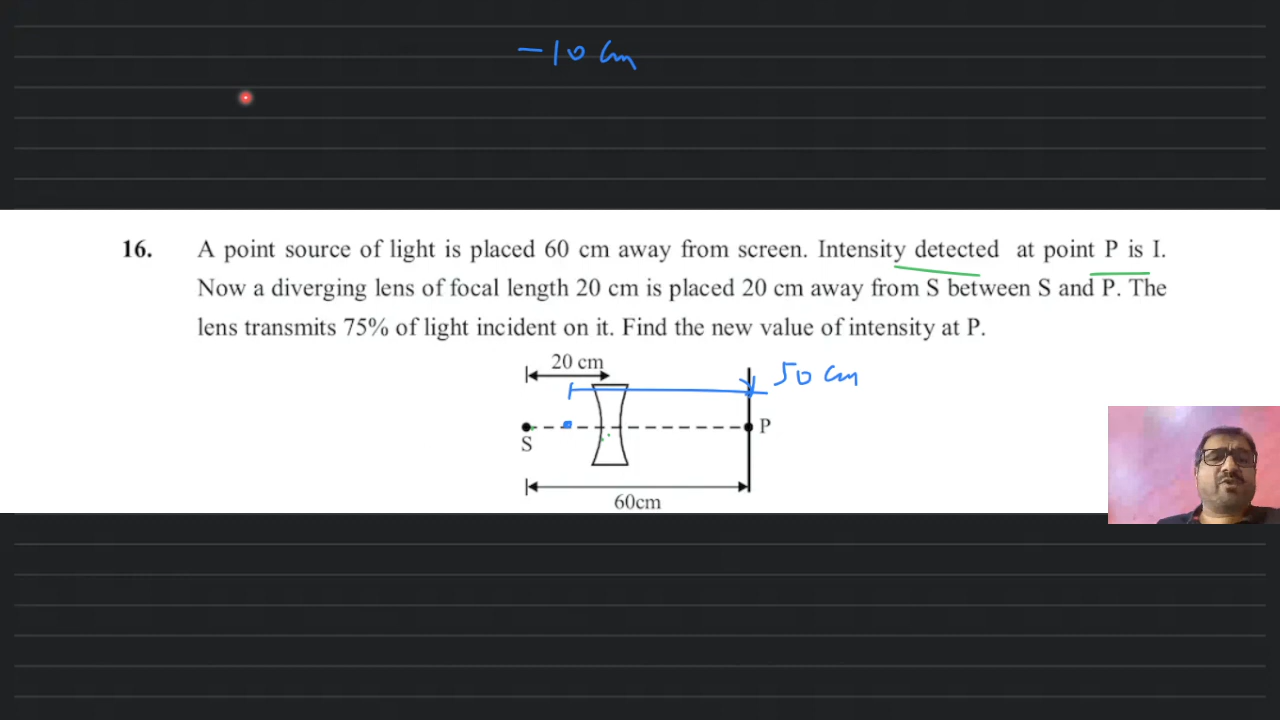 -10 cm
16. A point source of light is placed 60 cm away from screen. Intensity detected at point P is I.
Now a diverging lens of focal length 20 cm is placed 20 cm away from S between S and P. The
lens transmits 75% of light incident on it. Find the new value of intensity at P.
20 cm
50 cm
S
P
60cm